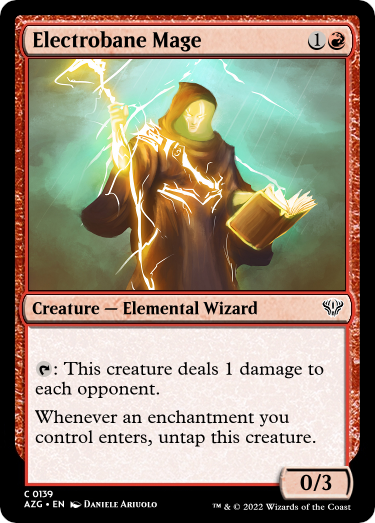 Electrobane Mage 1
Creature — Elemental Wizard
: This creature deals 1 damage to
each opponent.
Whenever an enchantment you
control enters, untap this creature.
0/3
C 0139
AZG • EN Daniele Ariuolo
™ & © 2022 Wizards of the Coast